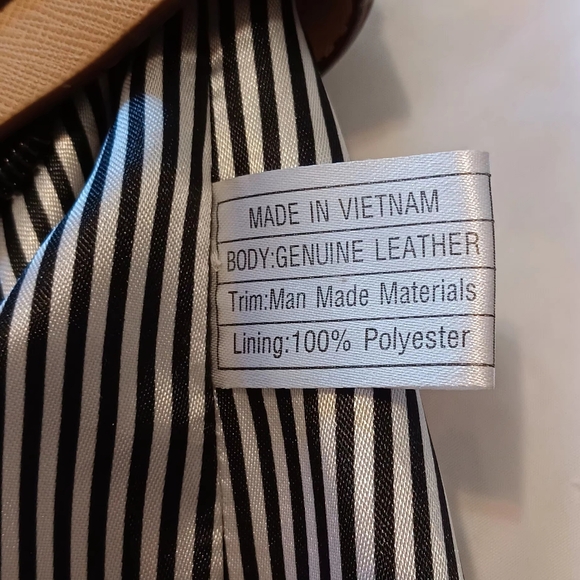 MADE IN VIETNAM
BODY:GENUINE LEATHER
Trim:Man Made Materials
Lining:100% Polyester